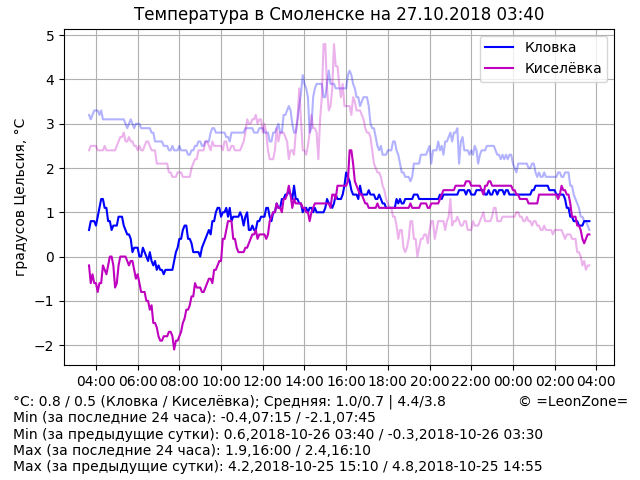 Температура в Смоленске на 27.10.2018 03:40
градусов Цельсия, °C
5
4
3
2
1
0
−1
−2
Кловка
Киселёвка
04:00 06:00 08:00 10:00 12:00 14:00 16:00 18:00 20:00 22:00 00:00 02:00 04:00
°C: 0.8 / 0.5 (Кловка / Киселёвка); Средняя: 1.0/0.7 | 4.4/3.8 © =LeonZone=
Min (за последние 24 часа): -0.4,07:15 / -2.1,07:45
Min (за предыдущие сутки): 0.6,2018-10-26 03:40 / -0.3,2018-10-26 03:30
Max (за последние 24 часа): 1.9,16:00 / 2.4,16:10
Max (за предыдущие сутки): 4.2,2018-10-25 15:10 / 4.8,2018-10-25 14:55